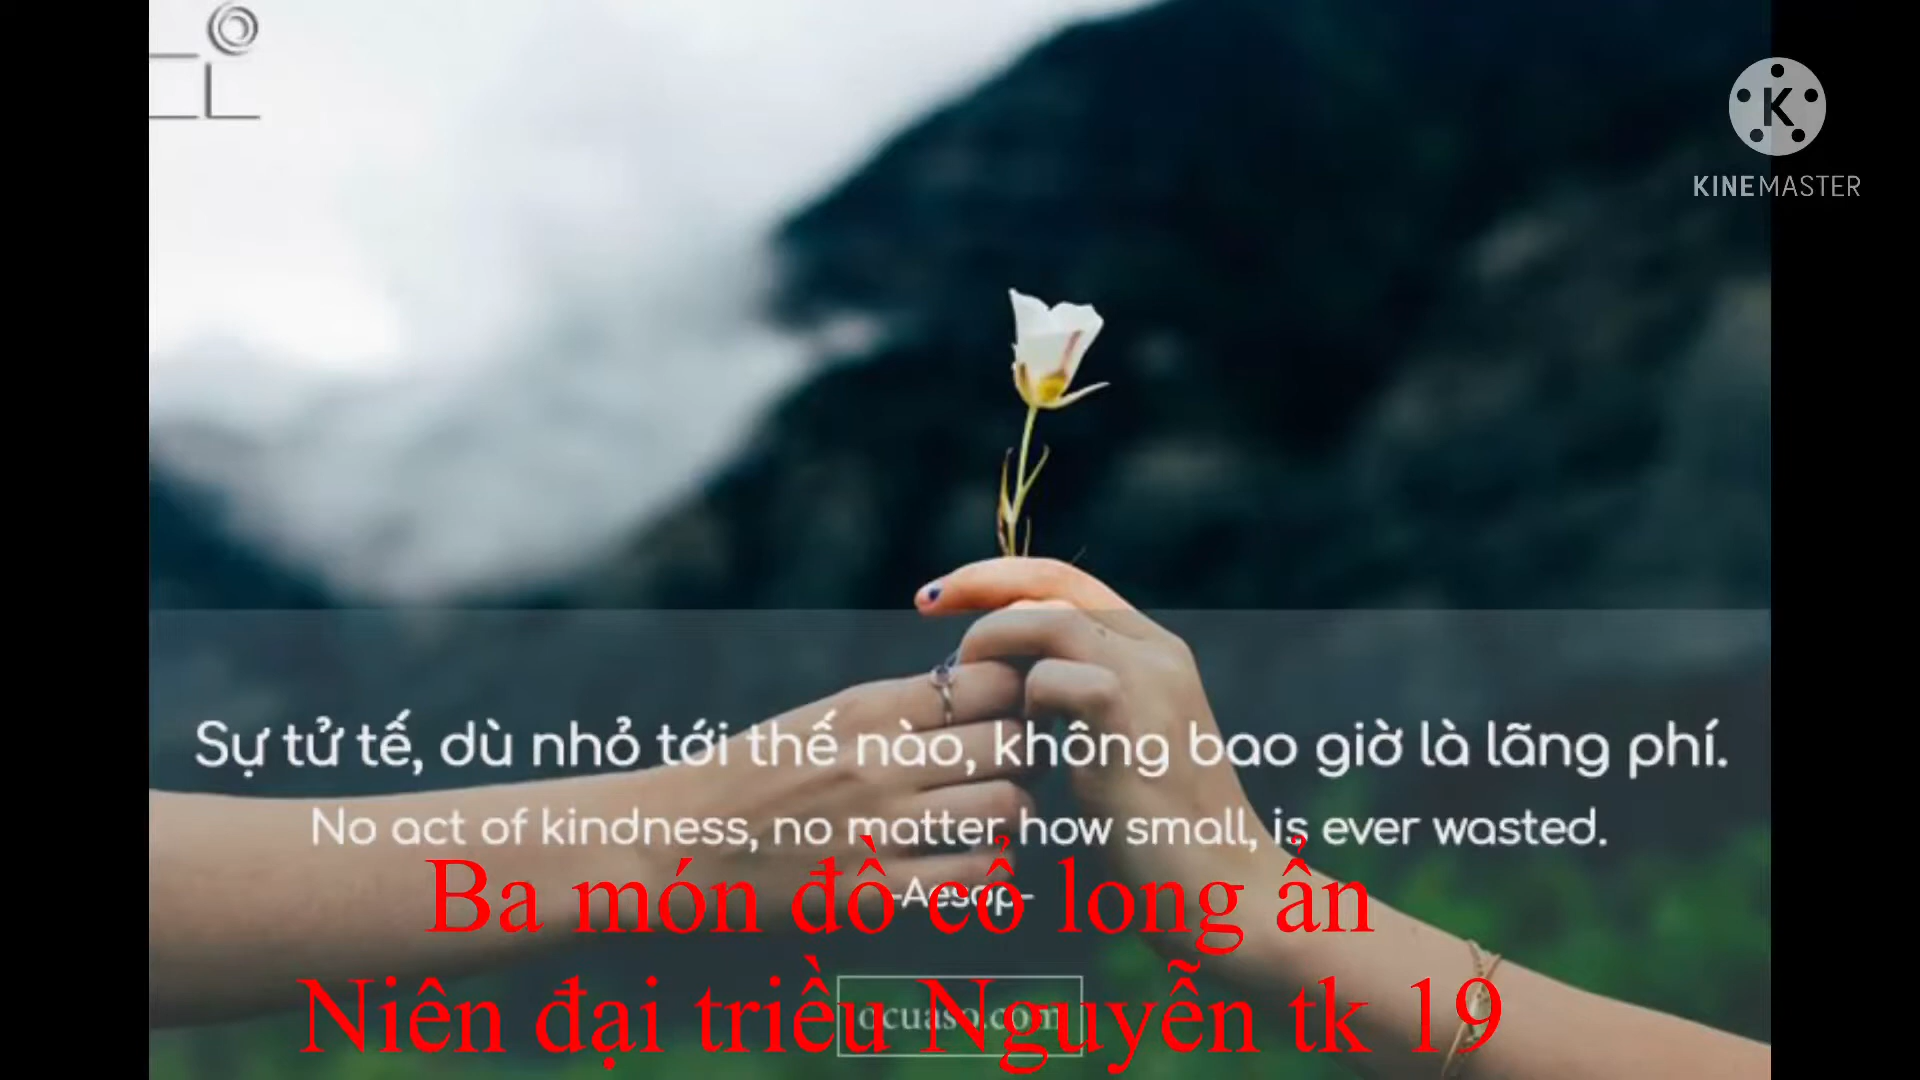 K
KINEMASTER
Sự tử tế, dù nhỏ tới thế nào, không bao giờ là lãng phí.
No act of kindness, no matter how small, is ever wasted.
-Aesop-
Ba món đồ cổ long ẩn
Niên đại triều Nguyễn tk 19
ocuaso.com